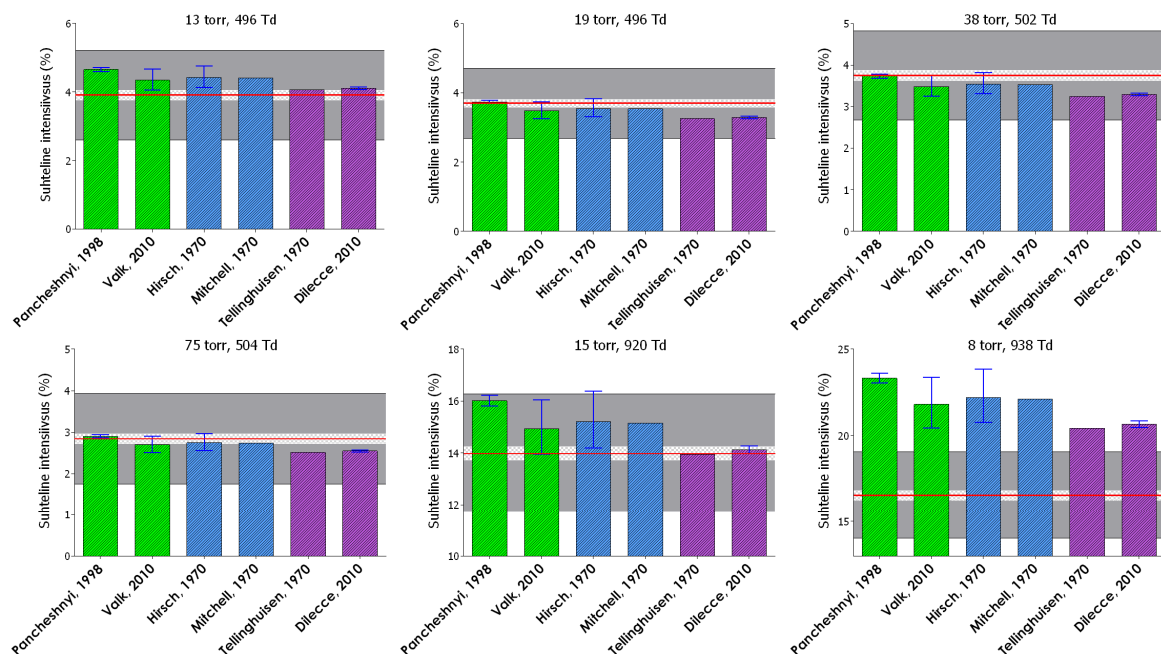 13 torr, 496 Td
Suhteline intensiivsus (%)
6
4
2
0
Pancheshnyi, 1998
Valk, 2010
Hirsch, 1970
Mitchell, 1970
Tellinghuisen, 1970
Dilecce, 2010
19 torr, 496 Td
Suhteline intensiivsus (%)
6
4
2
0
Pancheshnyi, 1998
Valk, 2010
Hirsch, 1970
Mitchell, 1970
Tellinghuisen, 1970
Dilecce, 2010
38 torr, 502 Td
Suhteline intensiivsus (%)
5
4
3
2
1
0
Pancheshnyi, 1998
Valk, 2010
Hirsch, 1970
Mitchell, 1970
Tellinghuisen, 1970
Dilecce, 2010
75 torr, 504 Td
Suhteline intensiivsus (%)
5
4
3
2
1
0
Pancheshnyi, 1998
Valk, 2010
Hirsch, 1970
Mitchell, 1970
Tellinghuisen, 1970
Dilecce, 2010
15 torr, 920 Td
Suhteline intensiivsus (%)
18
16
14
12
10
Pancheshnyi, 1998
Valk, 2010
Hirsch, 1970
Mitchell, 1970
Tellinghuisen, 1970
Dilecce, 2010
8 torr, 938 Td
Suhteline intensiivsus (%)
25
20
15
Pancheshnyi, 1998
Valk, 2010
Hirsch, 1970
Mitchell, 1970
Tellinghuisen, 1970
Dilecce, 2010